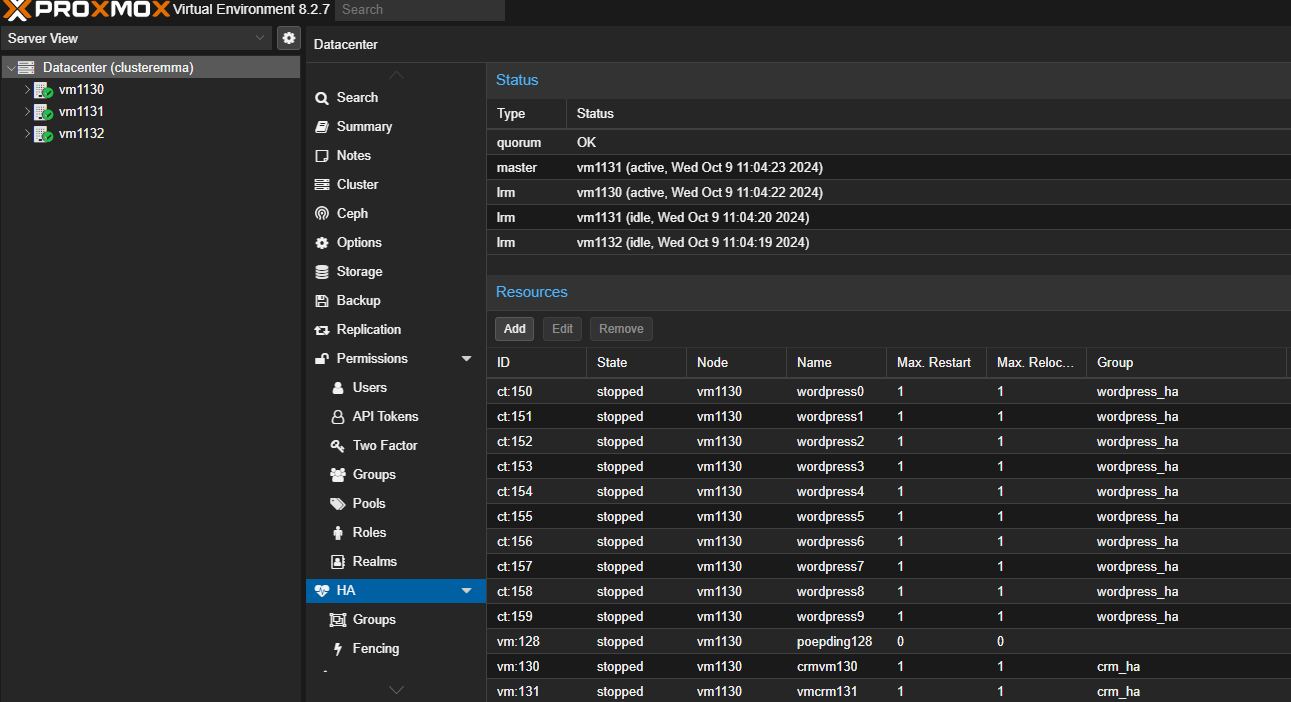 PROXMOX Virtual Environment 8.2.7 Search
Server View
Datacenter (clusteremma)
vm1130
vm1131
vm1132
Datacenter
Search
Summary
Notes
Cluster
Ceph
Options
Storage
Backup
Replication
Permissions
Users
API Tokens
Two Factor
Groups
Pools
Roles
Realms
HA
Groups
Fencing
Status
Type Status
quorum OK
master vm1131 (active, Wed Oct 9 11:04:23 2024)
lrm vm1130 (active, Wed Oct 9 11:04:22 2024)
lrm vm1131 (idle, Wed Oct 9 11:04:20 2024)
lrm vm1132 (idle, Wed Oct 9 11:04:19 2024)
Resources
Add Edit Remove
ID State Node Name Max. Restart Max. Reloc... Group
ct:150 stopped vm1130 wordpress0 1 1 wordpress_ha
ct:151 stopped vm1130 wordpress1 1 1 wordpress_ha
ct:152 stopped vm1130 wordpress2 1 1 wordpress_ha
ct:153 stopped vm1130 wordpress3 1 1 wordpress_ha
ct:154 stopped vm1130 wordpress4 1 1 wordpress_ha
ct:155 stopped vm1130 wordpress5 1 1 wordpress_ha
ct:156 stopped vm1130 wordpress6 1 1 wordpress_ha
ct:157 stopped vm1130 wordpress7 1 1 wordpress_ha
ct:158 stopped vm1130 wordpress8 1 1 wordpress_ha
ct:159 stopped vm1130 wordpress9 1 1 wordpress_ha
vm:128 stopped vm1130 poepding128 0 0
vm:130 stopped vm1130 crmvm130 1 1 crm_ha
vm:131 stopped vm1130 vmcrm131 1 1 crm_ha